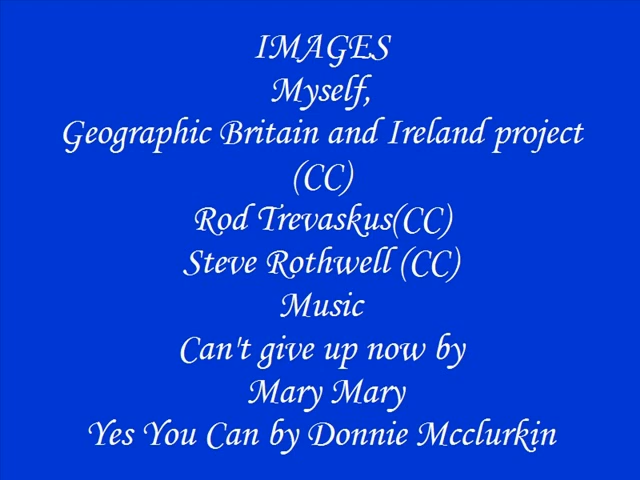 IMAGES
Myself,
Geographic Britain and Ireland project
(CC)
Rod Trevaskus(CC)
Steve Rothwell (CC)
Music
Can't give up now by
Mary Mary
Yes You Can by Donnie Mcclurkin